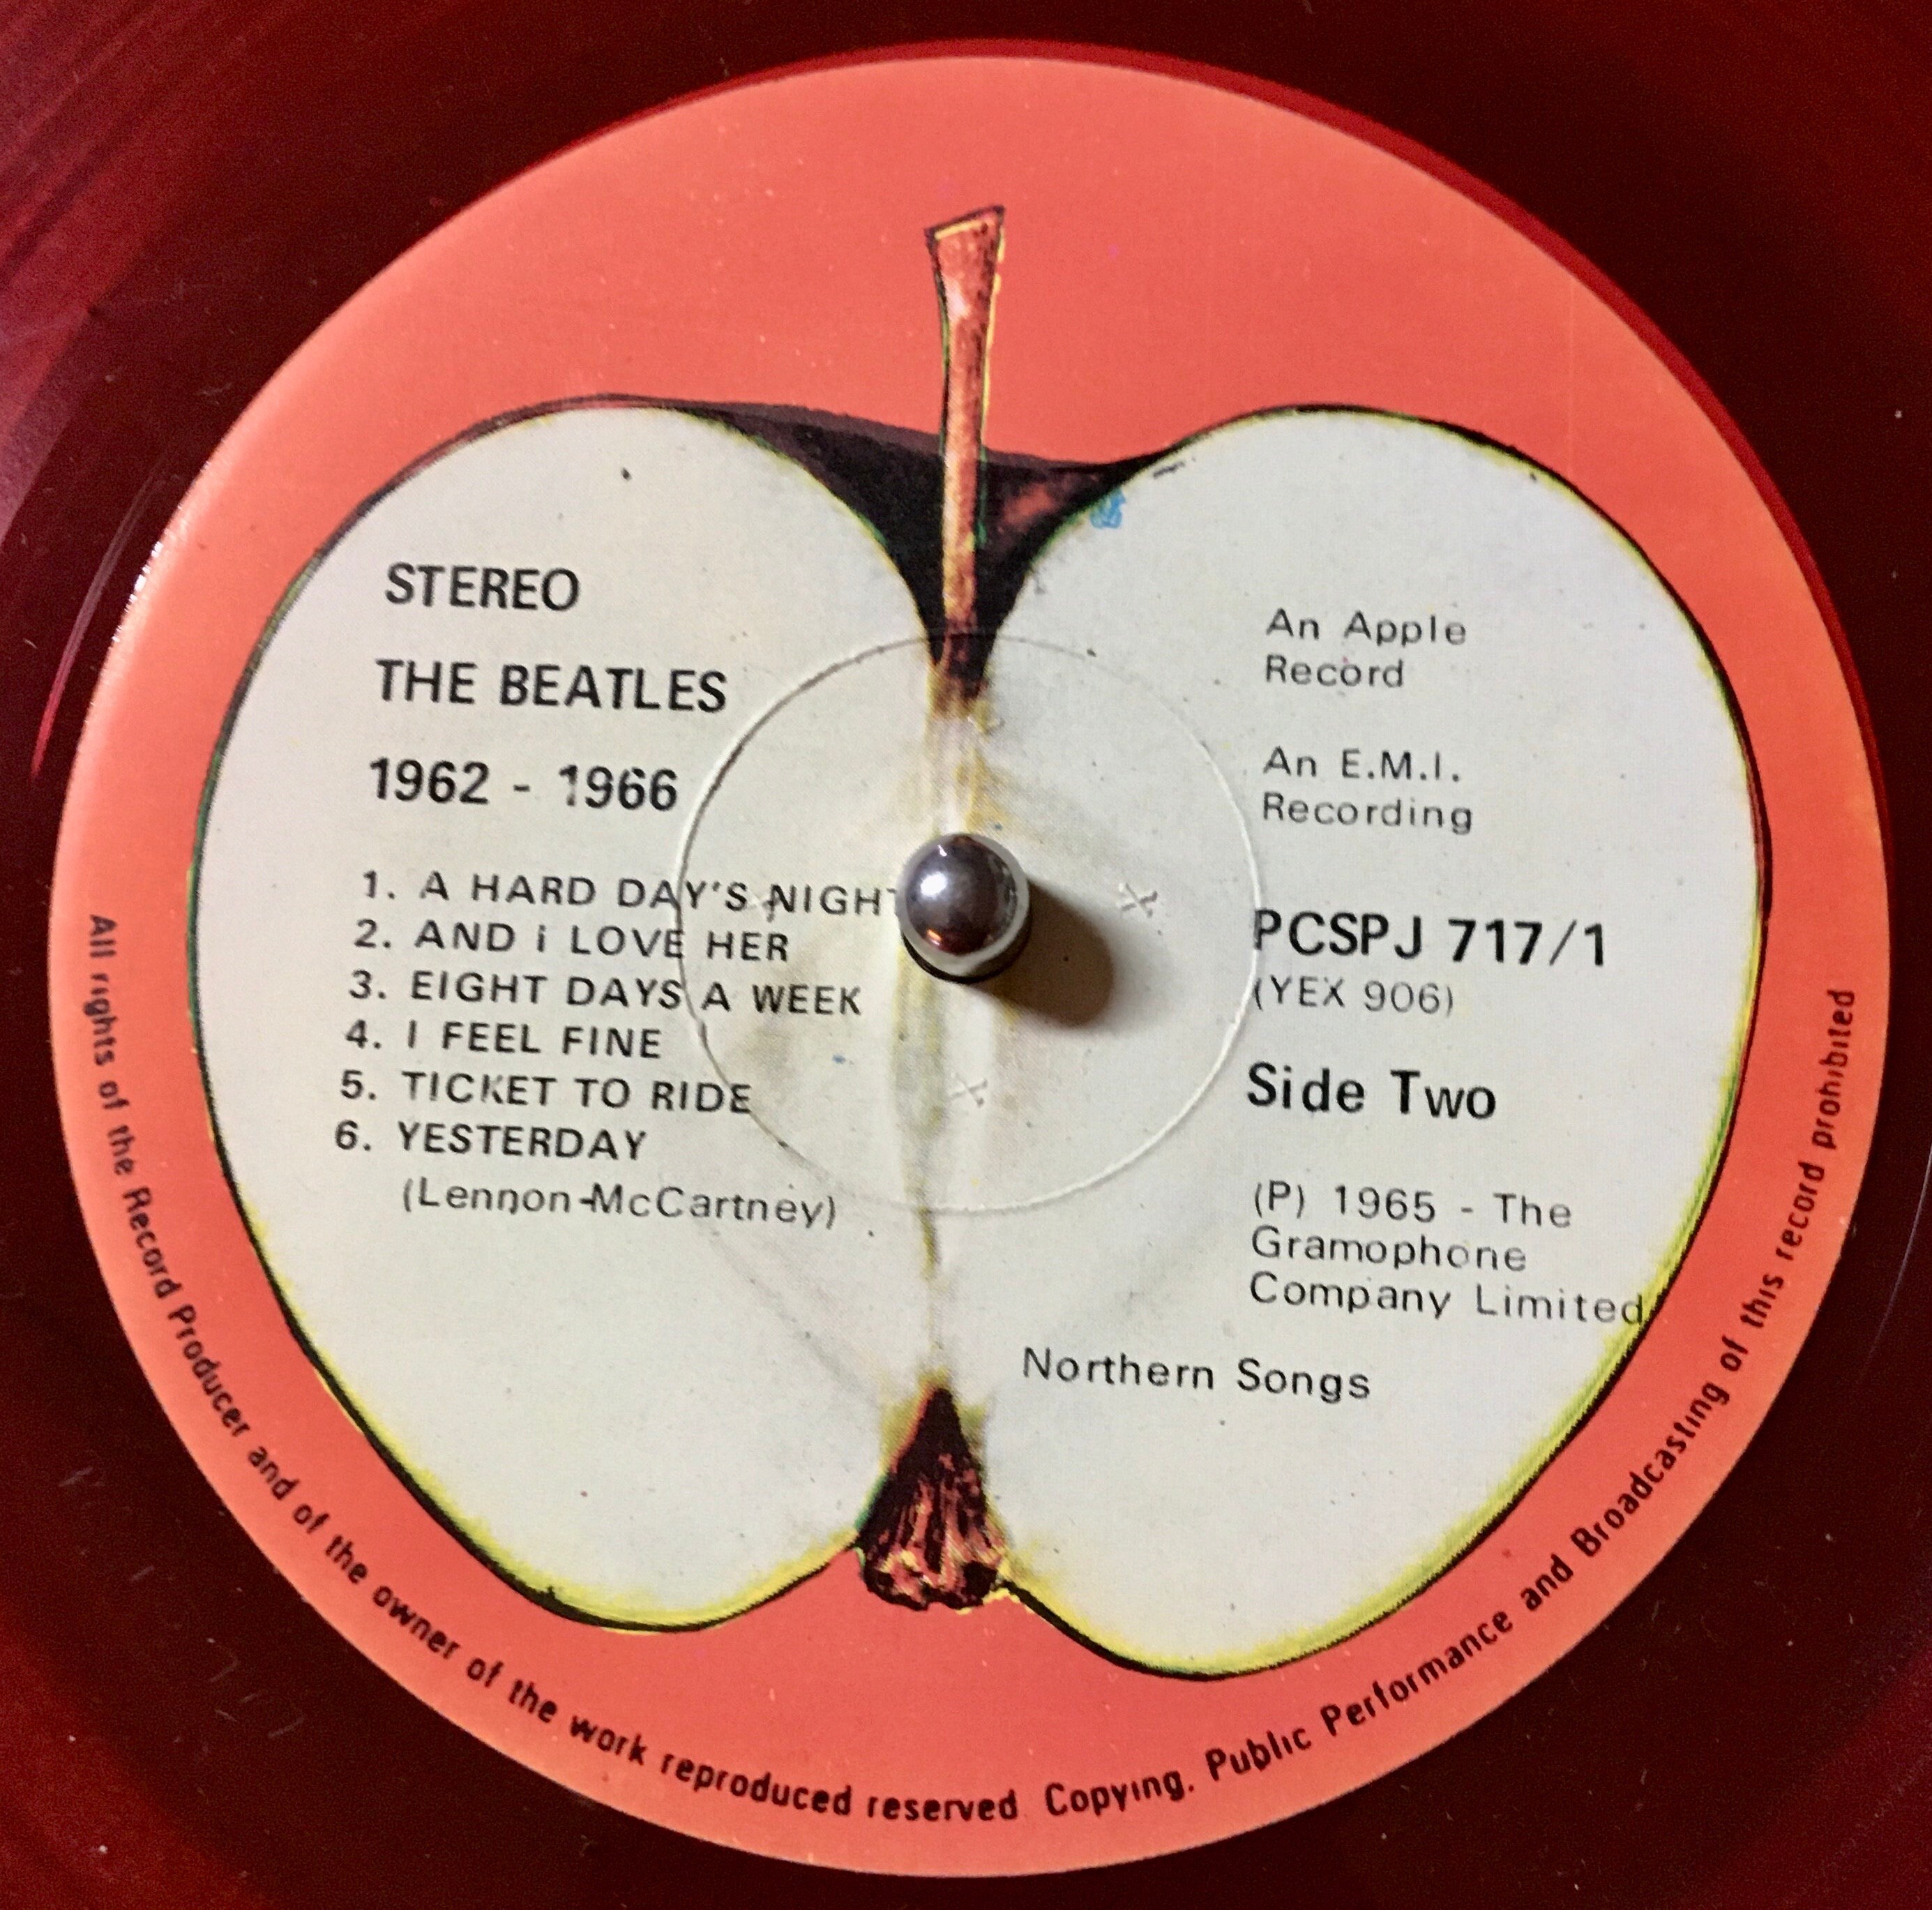 STEREO
THE BEATLES
1962 - 1966
1. A HARD DAY'S NIGHT
2. AND i LOVE HER
3. EIGHT DAYS A WEEK
4. I FEEL FINE
5. TICKET TO RIDE
6. YESTERDAY
(Lennon-McCartney)
An Apple
Record
An E.M.I.
Recording
PCSPJ 717/1
(YEX 906)
Side Two
(P) 1965 - The
Gramophone
Company Limited
Northern Songs
All rights of the Record Producer and of the owner of the work reproduced reserved. Copying. Public Performance and Broadcasting of this record prohibited